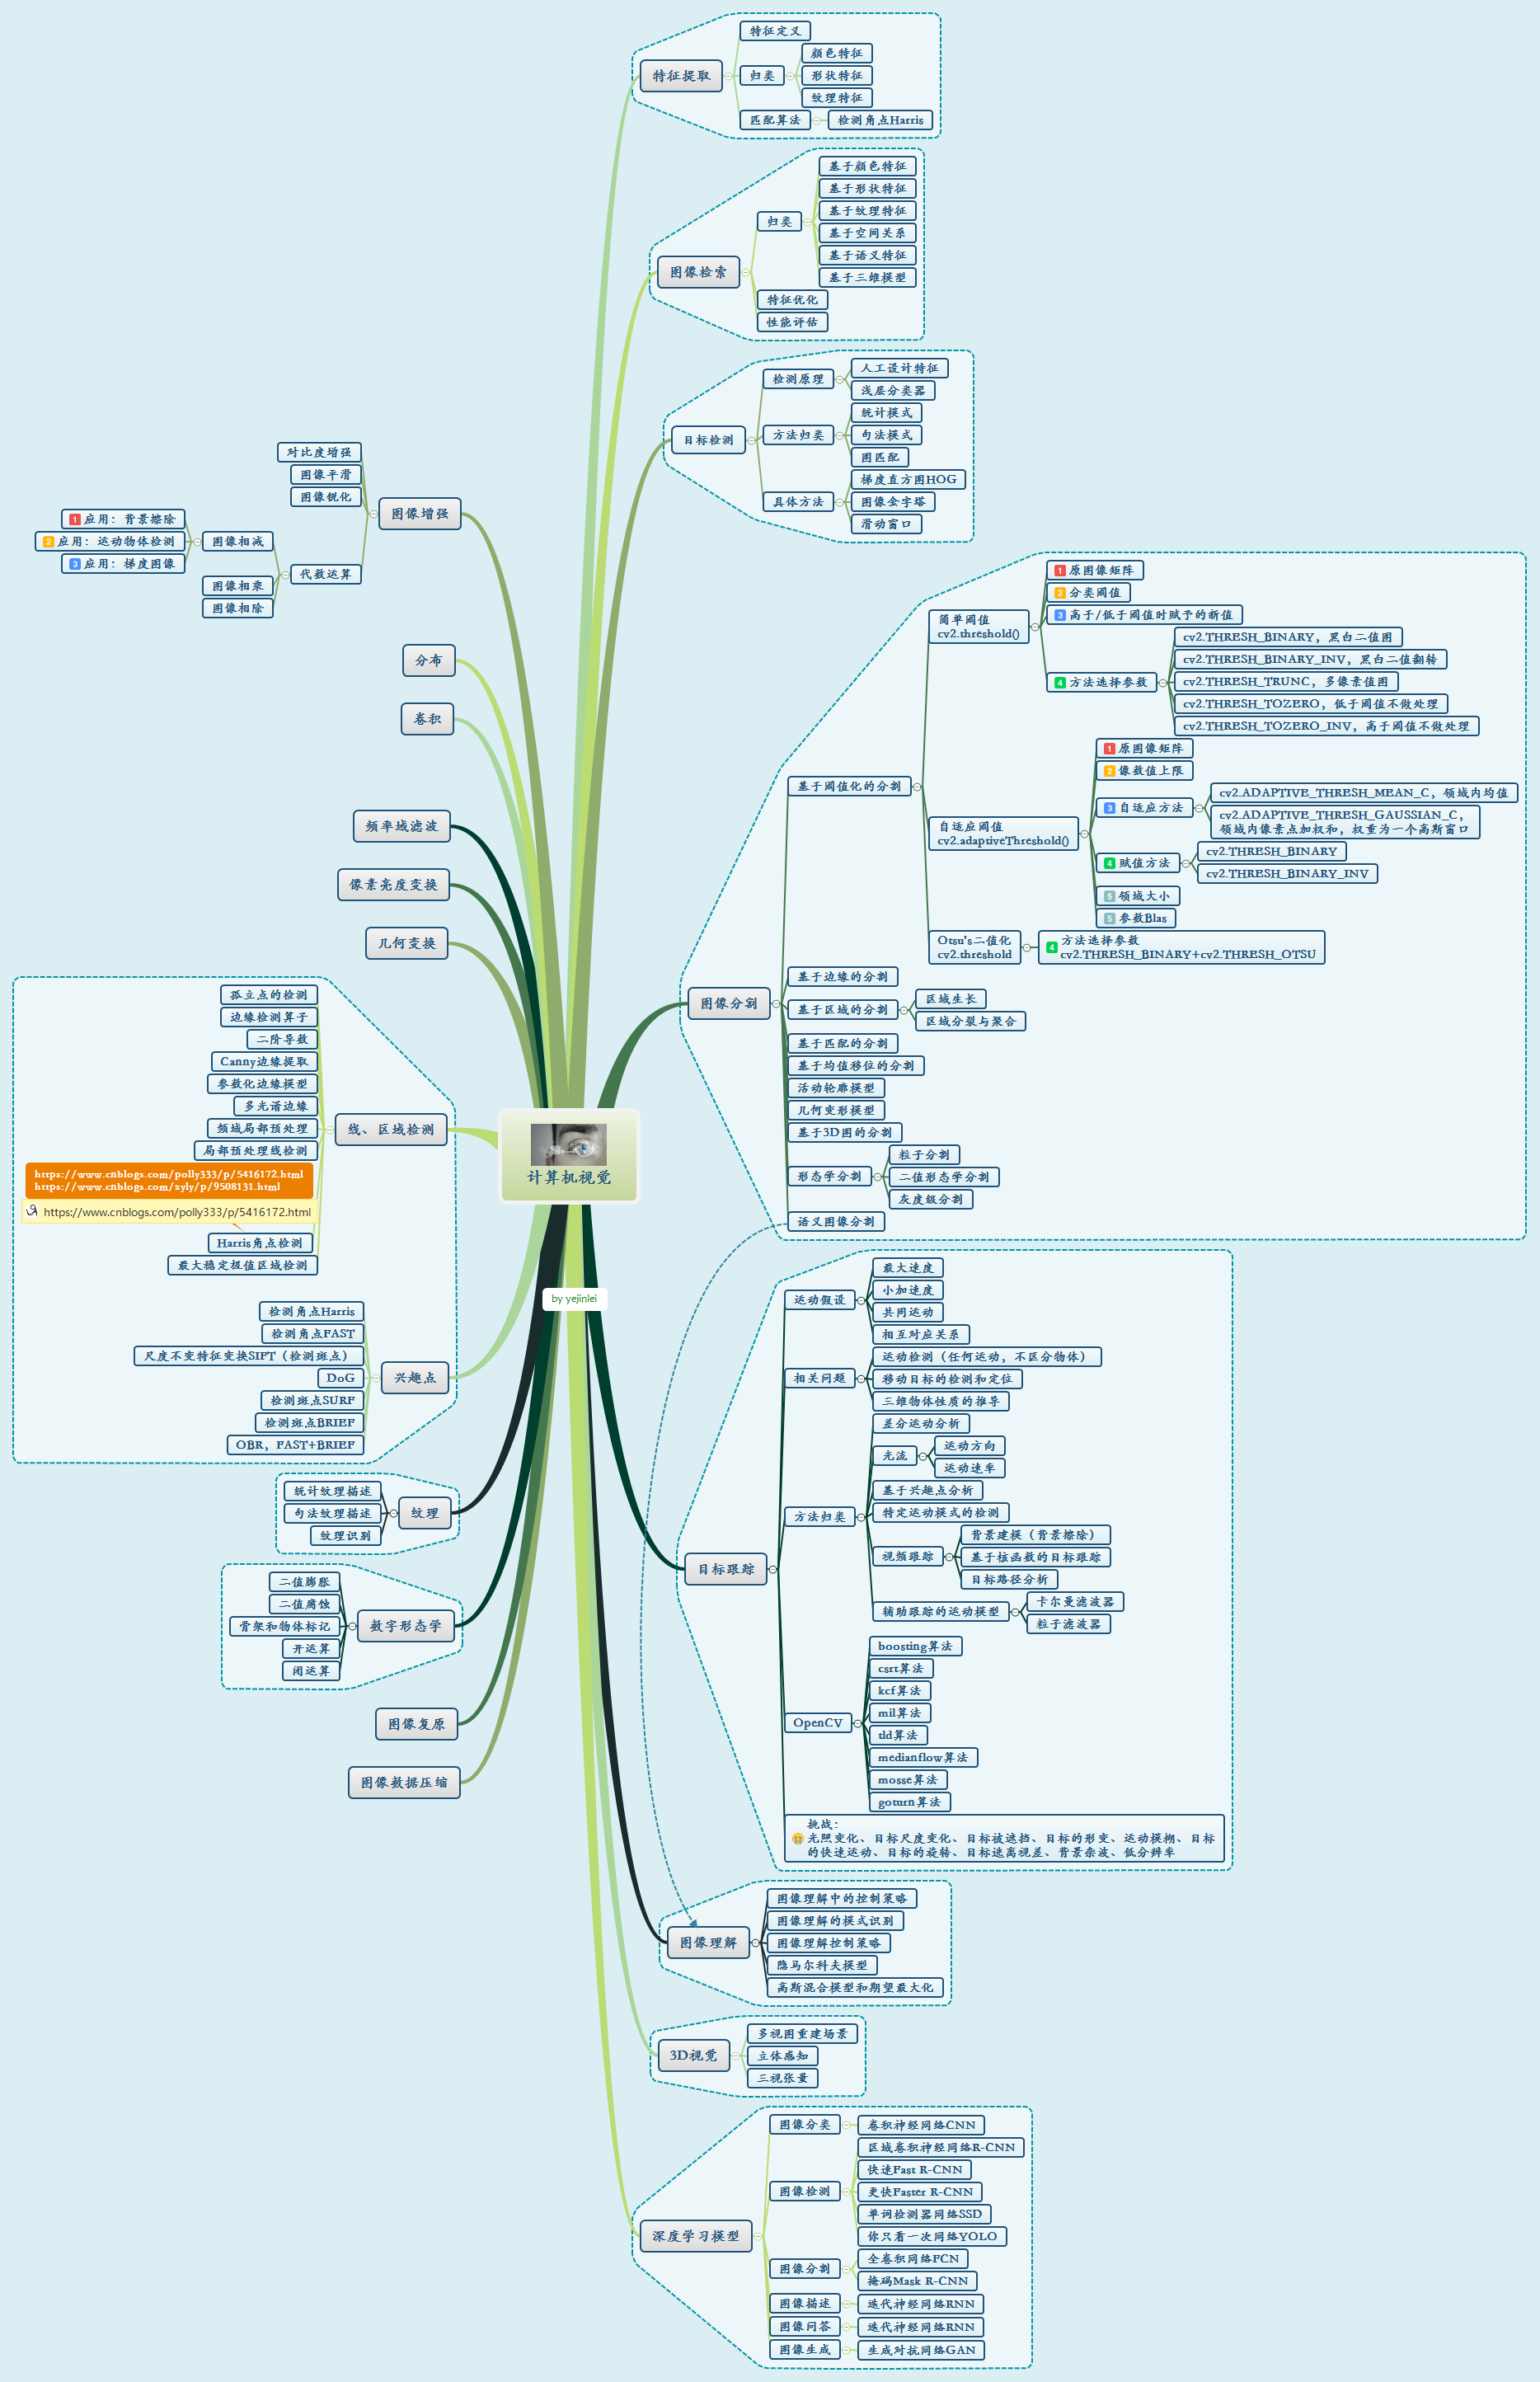 计算机视觉
by yejinlei
特征提取
特征定义
归类
颜色特征
形状特征
纹理特征
匹配算法
检测角点Harris
图像检索
归类
基于颜色特征
基于形状特征
基于纹理特征
基于空间关系
基于语义特征
基于三维模型
特征优化
性能评估
目标检测
检测原理
人工设计特征
浅层分类器
方法归类
统计模式
句法模式
图匹配
具体方法
梯度直方图HOG
图像金字塔
滑动窗口
图像分割
基于阈值化的分割
简单阈值
cv2.threshold()
1 原图像矩阵
2 分类阈值
3 高于/低于阈值时赋予的新值
4 方法选择参数
cv2.THRESH_BINARY，黑白二值图
cv2.THRESH_BINARY_INV，黑白二值翻转
cv2.THRESH_TRUNC，多像素值图
cv2.THRESH_TOZERO，低于阈值不做处理
cv2.THRESH_TOZERO_INV，高于阈值不做处理
自适应阈值
cv2.adaptiveThreshold()
1 原图像矩阵
2 像数值上限
3 自适应方法
cv2.ADAPTIVE_THRESH_MEAN_C，领域内均值
cv2.ADAPTIVE_THRESH_GAUSSIAN_C，
领域内像素点加权和，权重为一个高斯窗口
4 赋值方法
cv2.THRESH_BINARY
cv2.THRESH_BINARY_INV
5 领域大小
5 参数Blas
Otsu's二值化
cv2.threshold
4 方法选择参数
cv2.THRESH_BINARY+cv2.THRESH_OTSU
基于边缘的分割
基于区域的分割
区域生长
区域分裂与聚合
基于匹配的分割
基于均值移位的分割
活动轮廓模型
几何变形模型
基于3D图的分割
形态学分割
粒子分割
二值形态学分割
灰度级分割
语义图像分割
目标跟踪
运动假设
最大速度
小加速度
共同运动
相互对应关系
相关问题
运动检测（任何运动，不区分物体）
移动目标的检测和定位
三维物体性质的推导
方法归类
差分运动分析
光流
运动方向
运动速率
基于兴趣点分析
特定运动模式的检测
视频跟踪
背景建模（背景擦除）
基于核函数的目标跟踪
目标路径分析
辅助跟踪的运动模型
卡尔曼滤波器
粒子滤波器
OpenCV
boosting算法
csrt算法
kcf算法
mil算法
tld算法
medianflow算法
mosse算法
goturn算法
挑战：
光照变化、目标尺度变化、目标被遮挡、目标的形变、运动模糊、目标
的快速运动、目标的旋转、目标逃离视差、背景杂波、低分辨率
图像理解
图像理解中的控制策略
图像理解的模式识别
图像理解控制策略
隐马尔科夫模型
高斯混合模型和期望最大化
3D视觉
多视图重建场景
立体感知
三视张量
深度学习模型
图像分类
卷积神经网络CNN
图像检测
区域卷积神经网络R-CNN
快速Fast R-CNN
更快Faster R-CNN
单词检测器网络SSD
你只看一次网络YOLO
图像分割
全卷积网络FCN
掩码Mask R-CNN
图像描述
迭代神经网络RNN
图像问答
迭代神经网络RNN
图像生成
生成对抗网络GAN
图像增强
对比度增强
图像平滑
图像锐化
代数运算
图像相减
1 应用：背景擦除
2 应用：运动物体检测
3 应用：梯度图像
图像相乘
图像相除
分布
卷积
频率域滤波
像素亮度变换
几何变换
线、区域检测
孤立点的检测
边缘检测算子
二阶导数
Canny边缘提取
参数化边缘模型
多光谱边缘
频域局部预处理
局部预处理线检测
https://www.cnblogs.com/polly333/p/5416172.html
https://www.cnblogs.com/zyly/p/9508131.html
https://www.cnblogs.com/polly333/p/5416172.html
Harris角点检测
最大稳定极值区域检测
兴趣点
检测角点Harris
检测角点FAST
尺度不变特征变换SIFT（检测斑点）
DoG
检测斑点SURF
检测斑点BRIEF
OBR，FAST+BRIEF
纹理
统计纹理描述
句法纹理描述
纹理识别
数字形态学
二值膨胀
二值腐蚀
骨架和物体标记
开运算
闭运算
图像复原
图像数据压缩